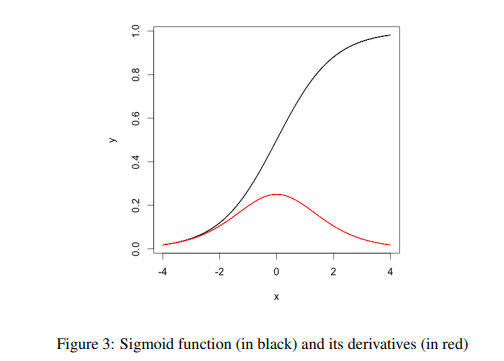 1.0
0.8
0.6
0.4
0.2
0.0
y
-4 -2 0 2 4
x
Figure 3: Sigmoid function (in black) and its derivatives (in red)